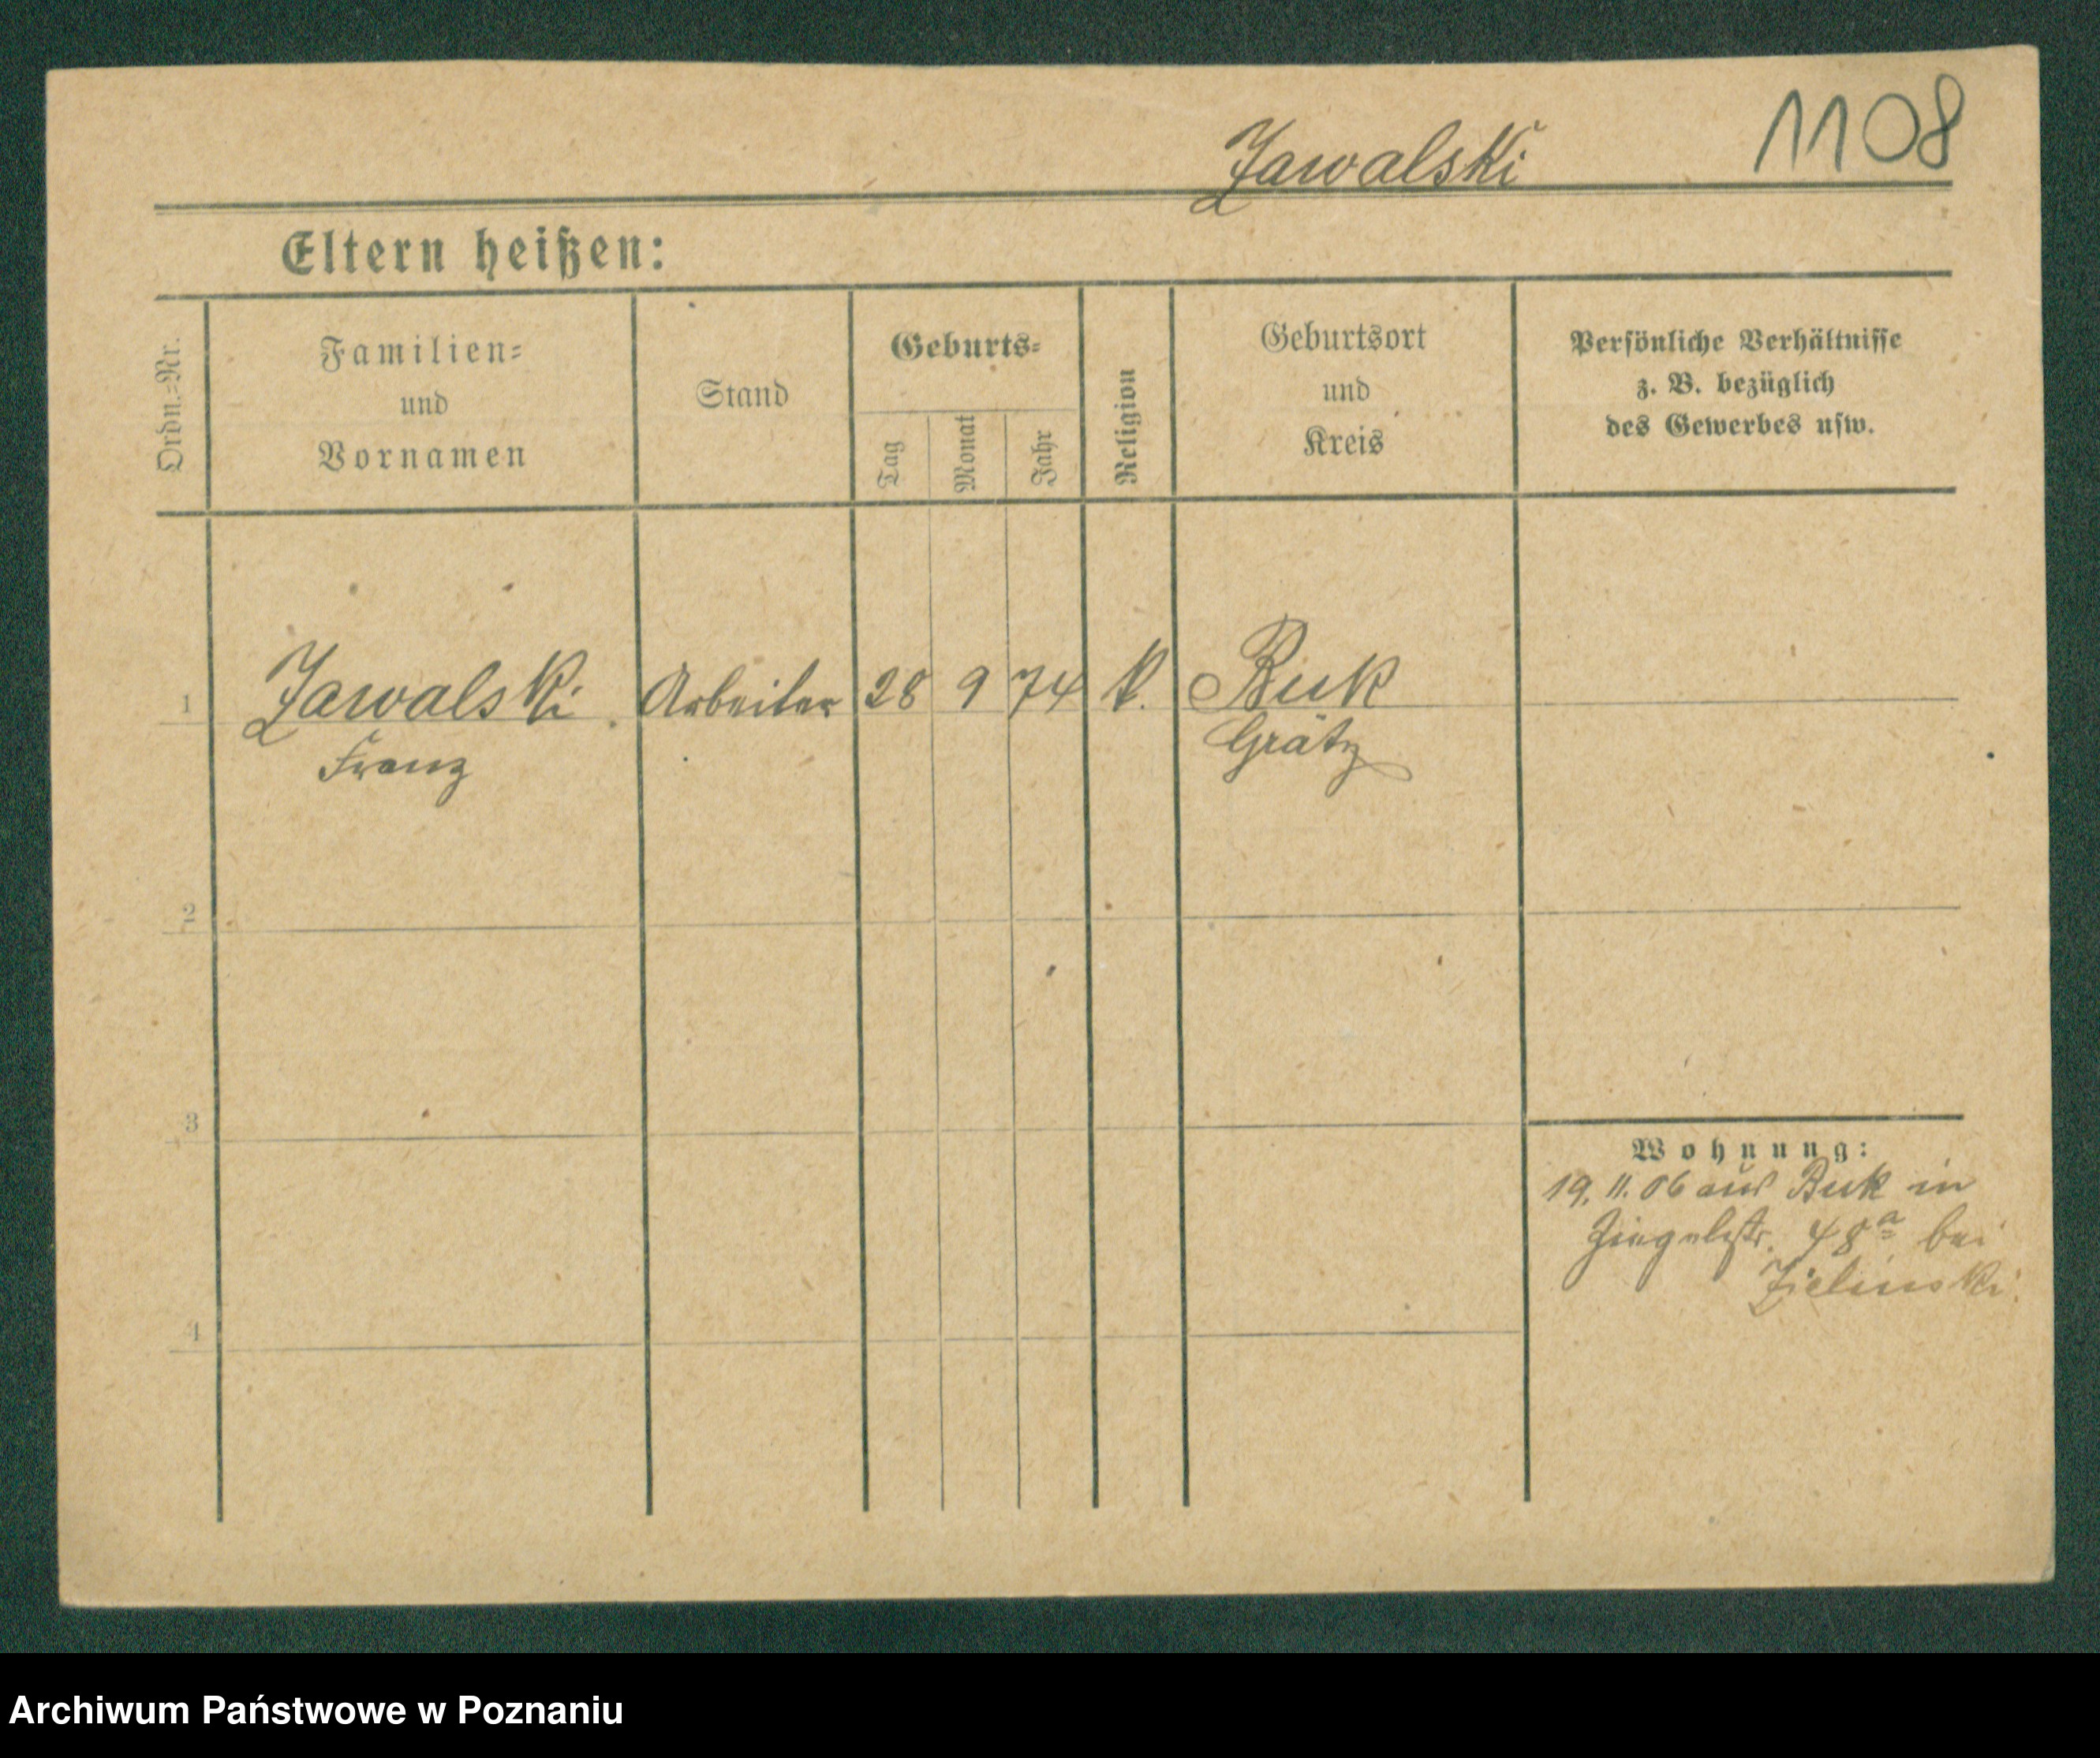 1108
Zawalski
Eltern heißen:
Ordn.-Nr.
Familien-
und
Vornamen
Stand
Geburts-
Tag
Monat
Jahr
Religion
Geburtsort
und
Kreis
Persönliche Verhältnisse
z. B. bezüglich
des Gewerbes usw.
1 Zawalski Arbeiter 28 9 74 k. Buk
Franz Grätz
2
3
4
Wohnung:
19. 11. 06 aus Buk in
Ziegelstr. 48a bei
Zielinski.
Archiwum Państwowe w Poznaniu